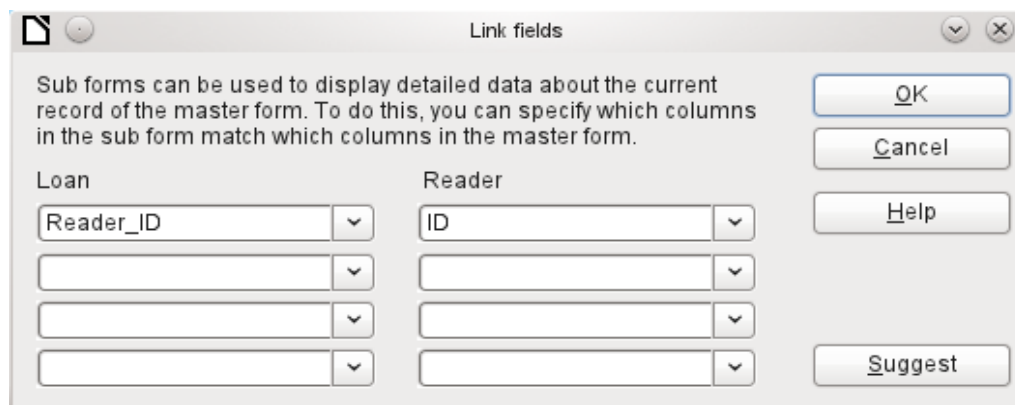 Link fields
Sub forms can be used to display detailed data about the current
record of the master form. To do this, you can specify which columns
in the sub form match which columns in the master form.
OK
Cancel
Help
Loan Reader
Reader_ID ID
Suggest